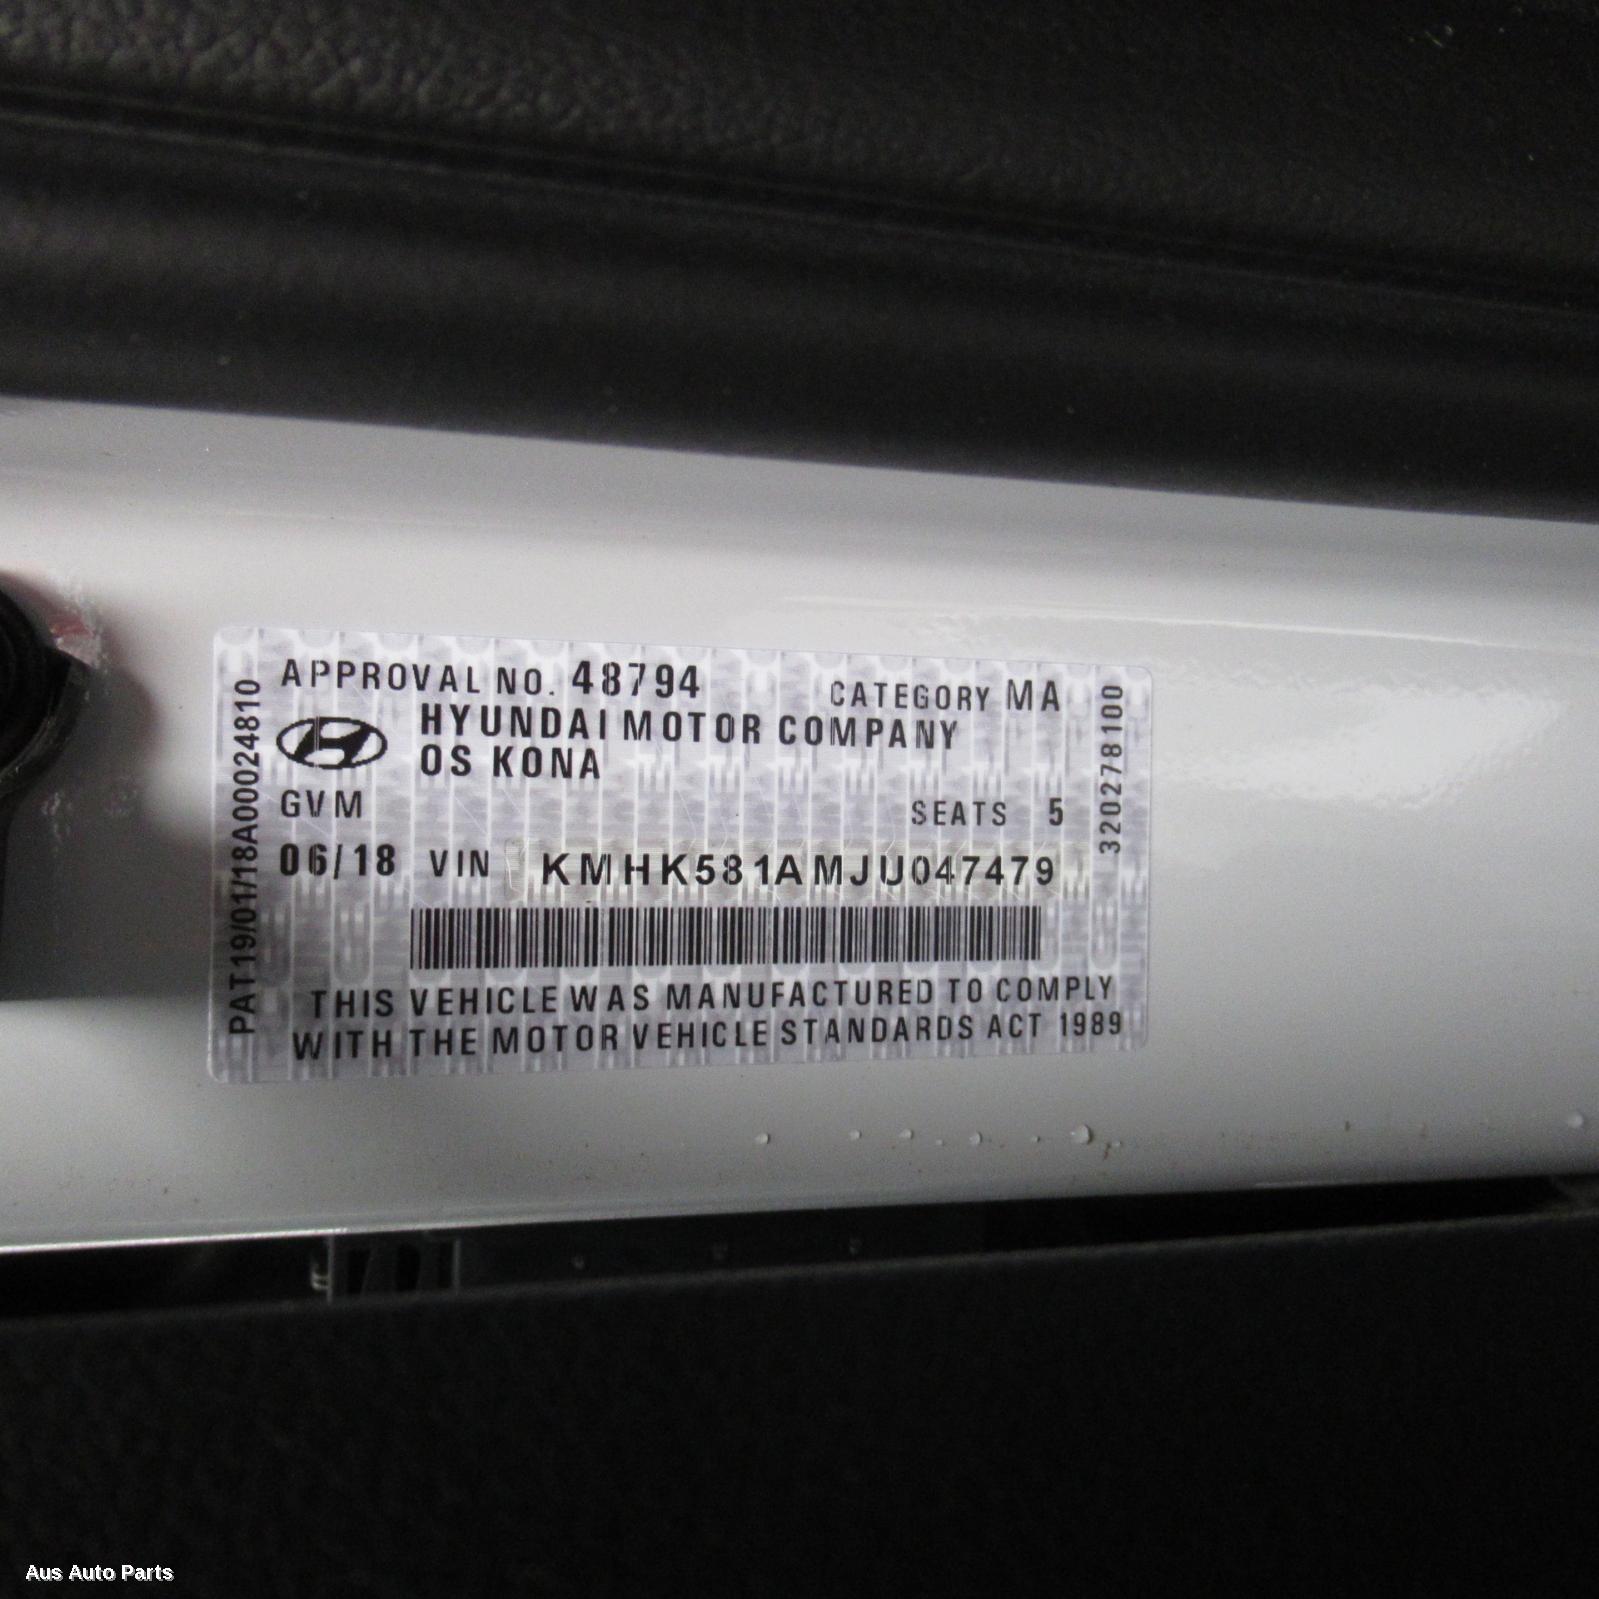 APPROVAL NO. 48794 CATEGORY MA
HYUNDAI MOTOR COMPANY
OS KONA
GVM SEATS 5
06/18 VIN KMHK581AMJU047479
THIS VEHICLE WAS MANUFACTURED TO COMPLY
WITH THE MOTOR VEHICLE STANDARDS ACT 1989
PAT19/01/18A00024810
320278100
Aus Auto Parts